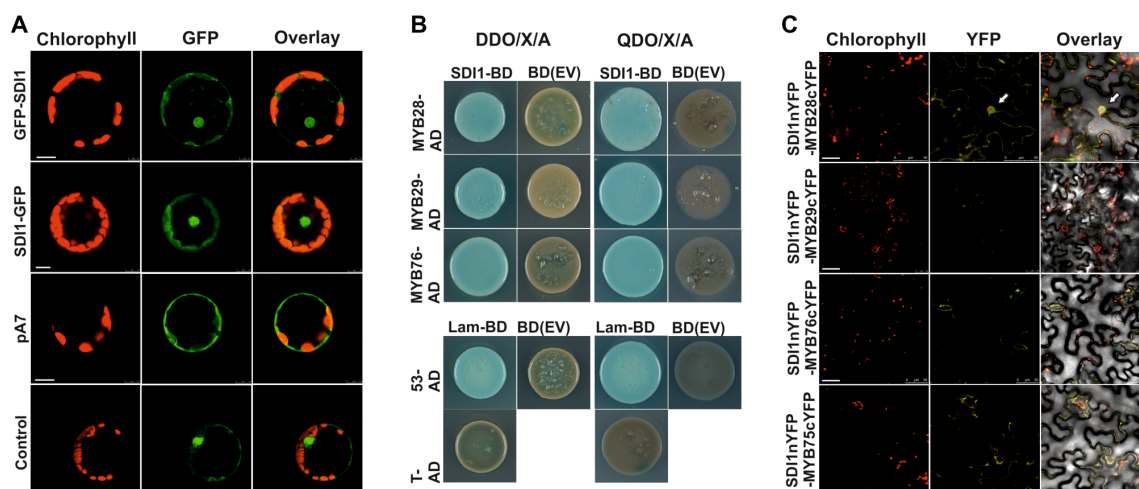 A
Chlorophyll GFP Overlay
GFP-SDI1
SDI1-GFP
pA7
Control
B
DDO/X/A QDO/X/A
SDI1-BD BD(EV) SDI1-BD BD(EV)
MYB28-
AD
MYB29-
AD
MYB76-
AD
Lam-BD BD(EV) Lam-BD BD(EV)
53-
AD
T-
AD
C
Chlorophyll YFP Overlay
SDI1nYFP
-MYB28cYFP
SDI1nYFP
-MYB29cYFP
SDI1nYFP
-MYB76cYFP
SDI1nYFP
-MYB75cYFP